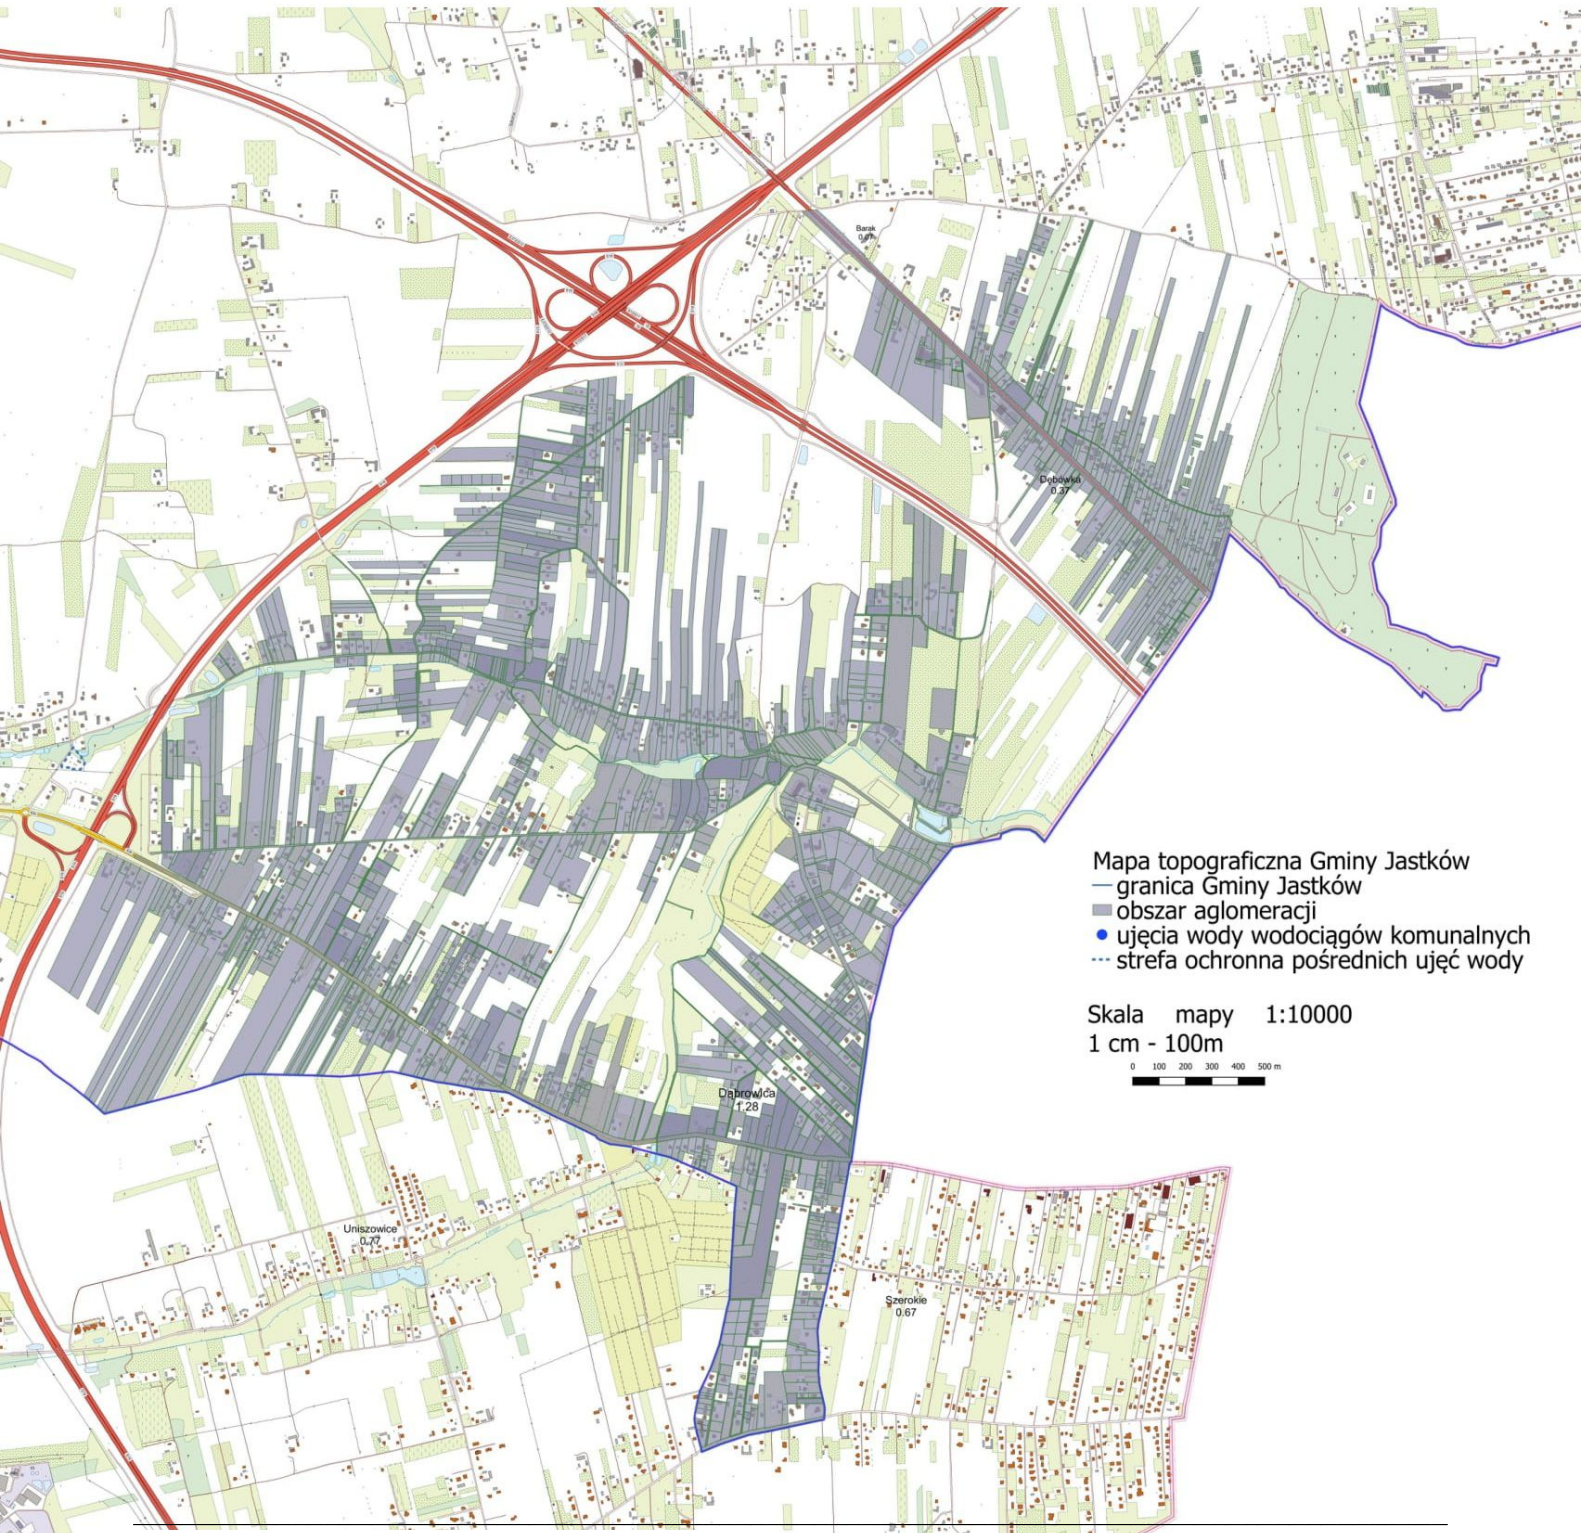 Barak
0.07
Dębówka
0.37
Mapa topograficzna Gminy Jastków
granica Gminy Jastków
obszar aglomeracji
ujęcia wody wodociągów komunalnych
strefa ochronna pośrednich ujęć wody
Skala mapy 1:10000
1 cm - 100m
0 100 200 300 400 500 m
Dąbrowica
1.28
Uniszowice
0.77
Szerokie
0.67